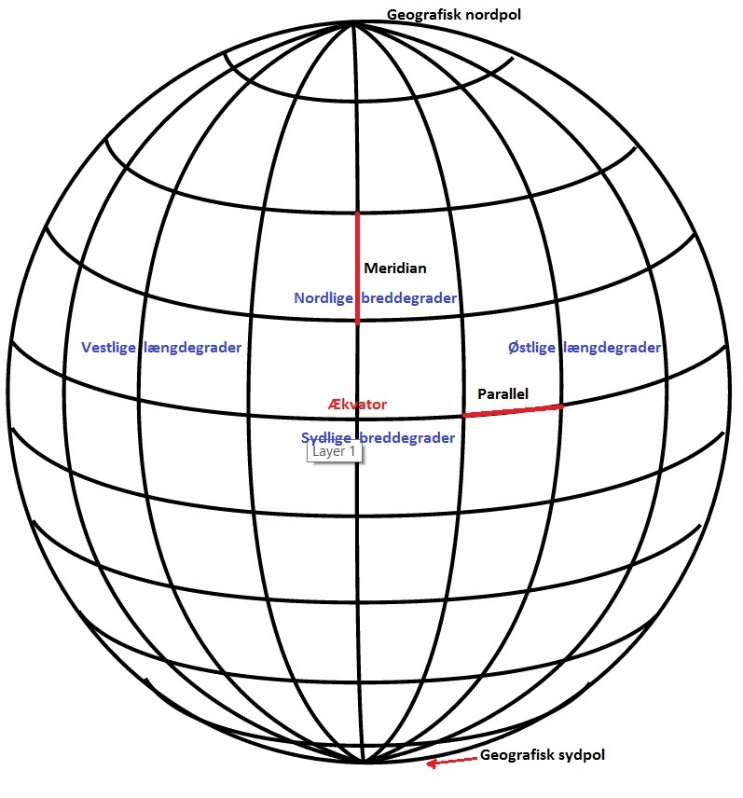 Geografisk nordpol
Meridian
Nordlige breddegrader
Vestlige længdegrader
Østlige længdegrader
Parallel
Ækvator
Sydlige breddegrader
Layer 1
Geografisk sydpol